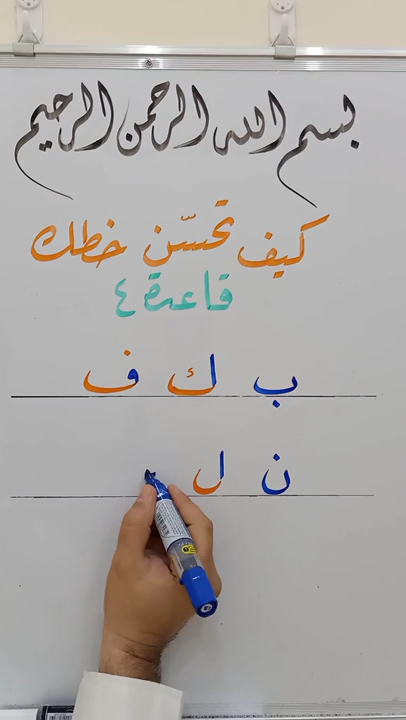 بسم الله الرحمن الرحيم
كيف تحسّن خطك
قاعدة ٤
ب ك ف
ن ل